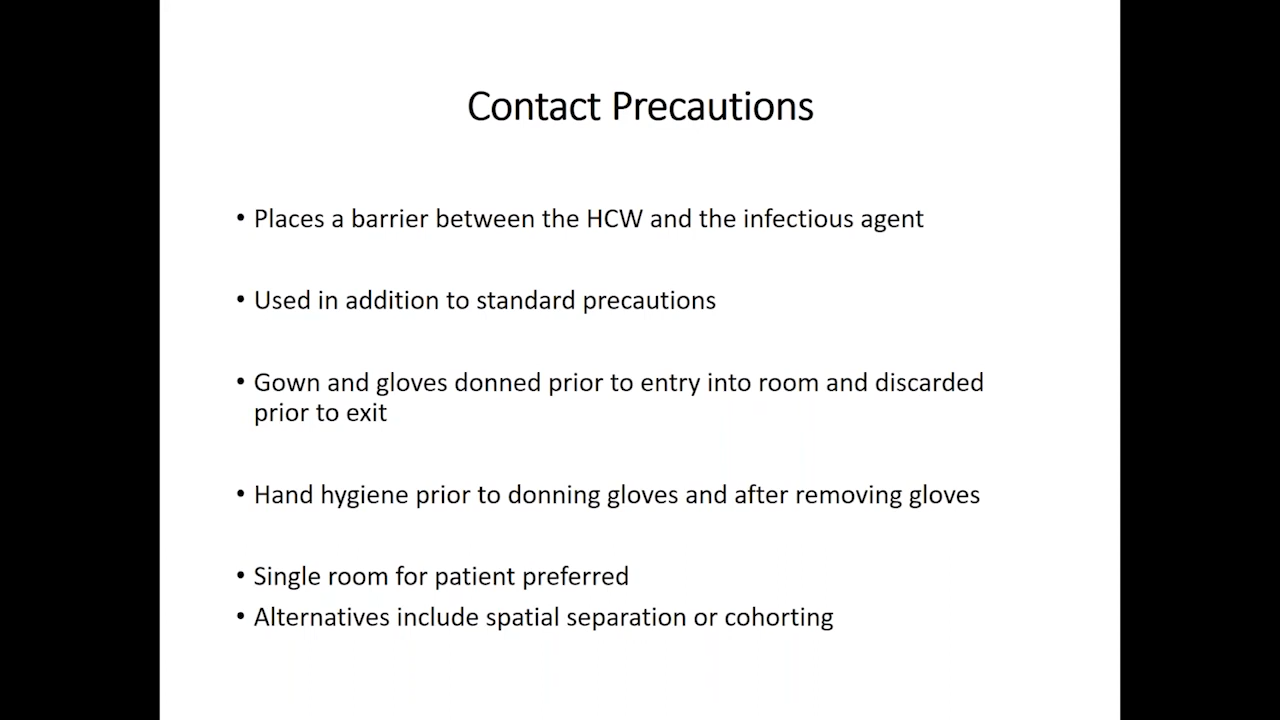 Contact Precautions
• Places a barrier between the HCW and the infectious agent
• Used in addition to standard precautions
• Gown and gloves donned prior to entry into room and discarded
prior to exit
• Hand hygiene prior to donning gloves and after removing gloves
• Single room for patient preferred
• Alternatives include spatial separation or cohorting